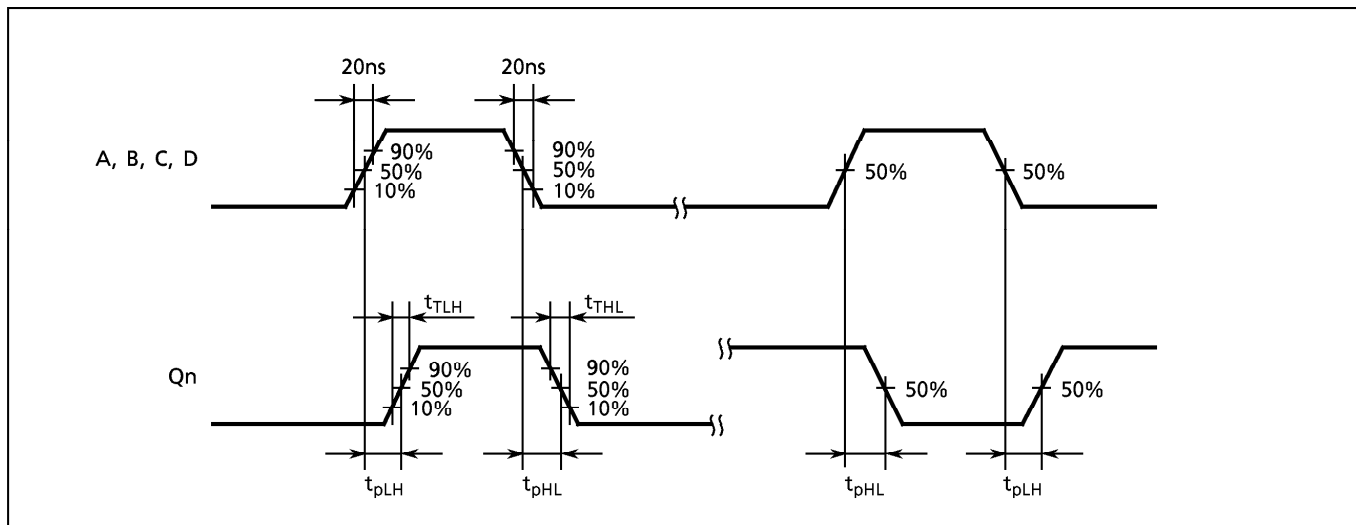 20ns 20ns
A, B, C, D
90% 90%
50% 50% 50% 50%
10% 10%
tTLH tTHL
Qn
90% 90%
50% 50% 50% 50%
10% 10%
tpLH tpHL tpHL tpLH